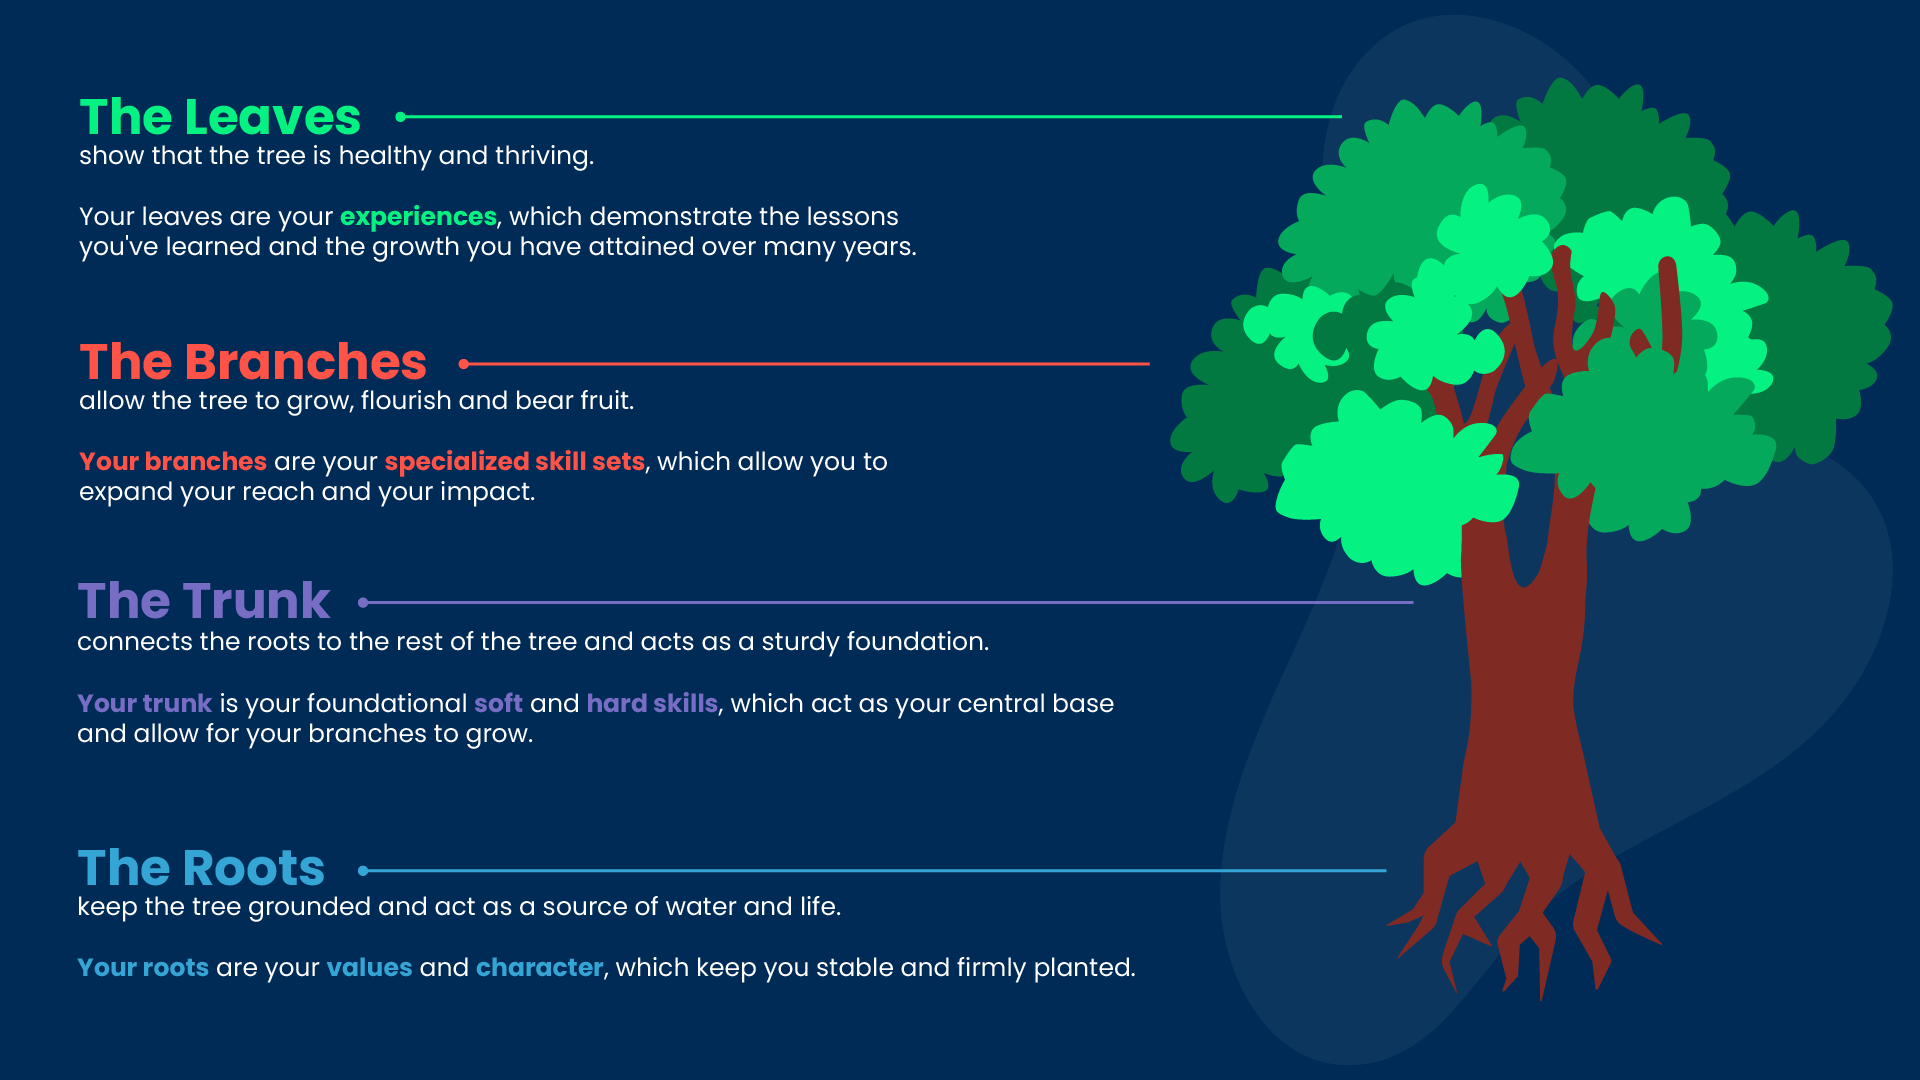 The Leaves
show that the tree is healthy and thriving.
Your leaves are your experiences, which demonstrate the lessons
you've learned and the growth you have attained over many years.
The Branches
allow the tree to grow, flourish and bear fruit.
Your branches are your specialized skill sets, which allow you to
expand your reach and your impact.
The Trunk
connects the roots to the rest of the tree and acts as a sturdy foundation.
Your trunk is your foundational soft and hard skills, which act as your central base
and allow for your branches to grow.
The Roots
keep the tree grounded and act as a source of water and life.
Your roots are your values and character, which keep you stable and firmly planted.